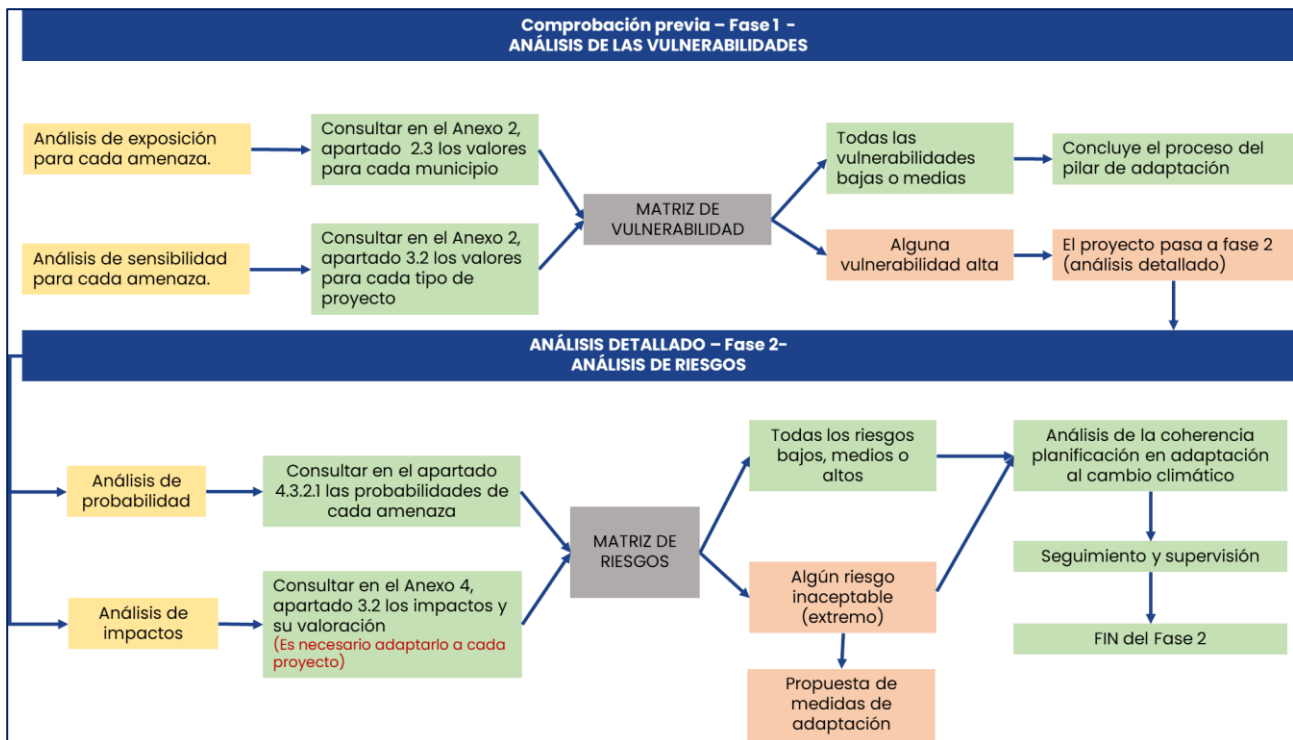 Comprobación previa – Fase 1 -
ANÁLISIS DE LAS VULNERABILIDADES
Análisis de exposición
para cada amenaza.
Consultar en el Anexo 2,
apartado 2.3 los valores
para cada municipio
Todas las
vulnerabilidades
bajas o medias
Concluye el proceso del
pilar de adaptación
MATRIZ DE
VULNERABILIDAD
Análisis de sensibilidad
para cada amenaza.
Consultar en el Anexo 2,
apartado 3.2 los valores
para cada tipo de
proyecto
Alguna
vulnerabilidad alta
El proyecto pasa a fase 2
(análisis detallado)
ANÁLISIS DETALLADO – Fase 2-
ANÁLISIS DE RIESGOS
Análisis de
probabilidad
Consultar en el apartado
4.3.2.1 las probabilidades de
cada amenaza
Todas los riesgos
bajos, medios o
altos
Análisis de la coherencia
planificación en adaptación
al cambio climático
MATRIZ DE
RIESGOS
Seguimiento y supervisión
Análisis de
impactos
Consultar en el Anexo 4,
apartado 3.2 los impactos y
su valoración
(Es necesario adaptarlo a cada
proyecto)
Algún riesgo
inaceptable
(extremo)
FIN del Fase 2
Propuesta de
medidas de
adaptación